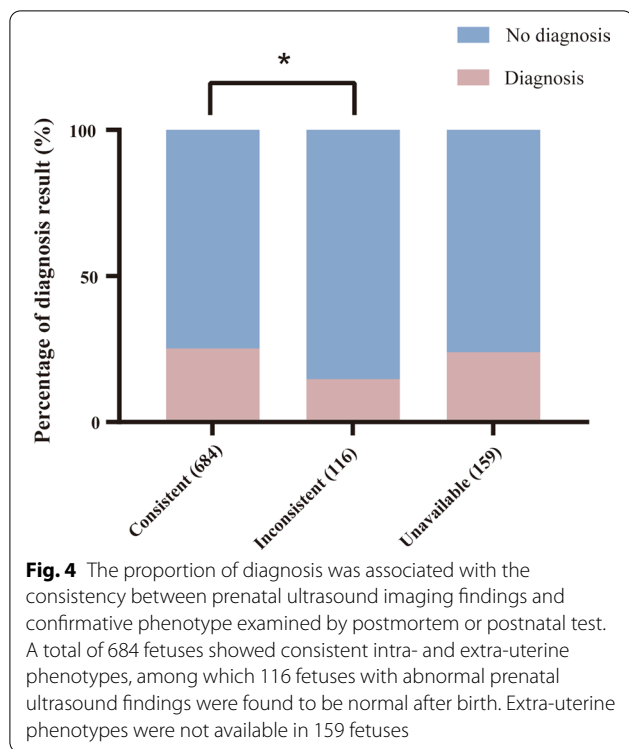 No diagnosis
Diagnosis
*
Percentage of diagnosis result (%)
100
50
0
Consistent (684)
Inconsistent (116)
Unavailable (159)
Fig. 4 The proportion of diagnosis was associated with the
consistency between prenatal ultrasound imaging findings and
confirmative phenotype examined by postmortem or postnatal test.
A total of 684 fetuses showed consistent intra- and extra-uterine
phenotypes, among which 116 fetuses with abnormal prenatal
ultrasound findings were found to be normal after birth. Extra-uterine
phenotypes were not available in 159 fetuses